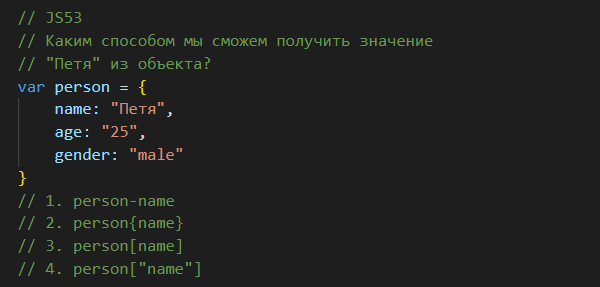 // JS53
// Каким способом мы сможем получить значение
// "Петя" из объекта?
var person = {
    name: "Петя",
    age: "25",
    gender: "male"
}
// 1. person-name
// 2. person{name}
// 3. person[name]
// 4. person["name"]